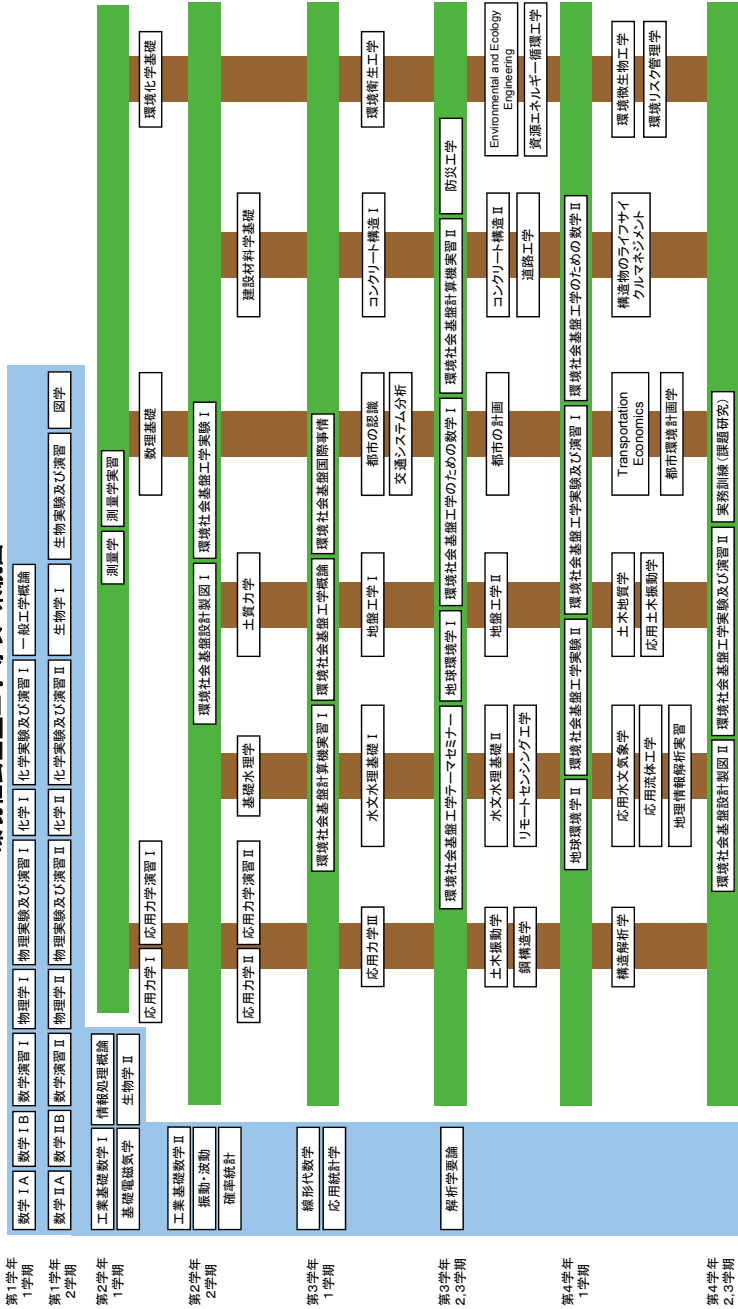 第1学年
1学期
数学ⅠA
数学ⅠB
数学演習Ⅰ
物理学Ⅰ
物理実験及び演習Ⅰ
化学Ⅰ
化学実験及び演習Ⅰ
一般工学概論
第1学年
2学期
数学ⅡA
数学ⅡB
数学演習Ⅱ
物理学Ⅱ
物理実験及び演習Ⅱ
化学Ⅱ
化学実験及び演習Ⅱ
生物学Ⅰ
生物実験及び演習
図学
第2学年
1学期
工業基礎数学Ⅰ
情報処理概論
測量学
測量学実習
基礎電磁気学
生物学Ⅱ
応用力学Ⅰ
応用力学演習Ⅰ
数理基礎
環境化学基礎
第2学年
2学期
工業基礎数学Ⅱ
振動・波動
確率統計
環境社会基盤設計製図Ⅰ
環境社会基盤工学実験Ⅰ
応用力学Ⅱ
応用力学演習Ⅱ
基礎水理学
土質力学
建設材料学基礎
第3学年
1学期
線形代数学
応用統計学
環境社会基盤計算機実習Ⅰ
環境社会基盤工学概論
環境社会基盤国際事情
応用力学Ⅲ
水文水理基礎Ⅰ
地盤工学Ⅰ
都市の認識
交通システム分析
コンクリート構造Ⅰ
環境衛生工学
第3学年
2,3学期
解析学要論
環境社会基盤工学テーマセミナー
地球環境学Ⅰ
環境社会基盤工学のための数学Ⅰ
環境社会基盤計算機実習Ⅱ
防災工学
土木振動学
鋼構造学
水文水理基礎Ⅱ
リモートセンシング工学
地盤工学Ⅱ
都市の計画
コンクリート構造Ⅱ
道路工学
Environmental and Ecology
Engineering
資源エネルギー循環工学
第4学年
1学期
地球環境学Ⅱ
環境社会基盤工学実験Ⅱ
環境社会基盤工学実験及び演習Ⅰ
環境社会基盤工学のための数学Ⅱ
構造解析学
応用水文気象学
応用流体工学
地理情報解析実習
土木地質学
応用土木振動学
Transportation
Economics
都市環境計画学
構造物のライフサイ
クルマネジメント
環境微生物工学
環境リスク管理学
第4学年
2,3学期
環境社会基盤設計製図Ⅱ
環境社会基盤工学実験及び演習Ⅱ
実務訓練(課題研究)